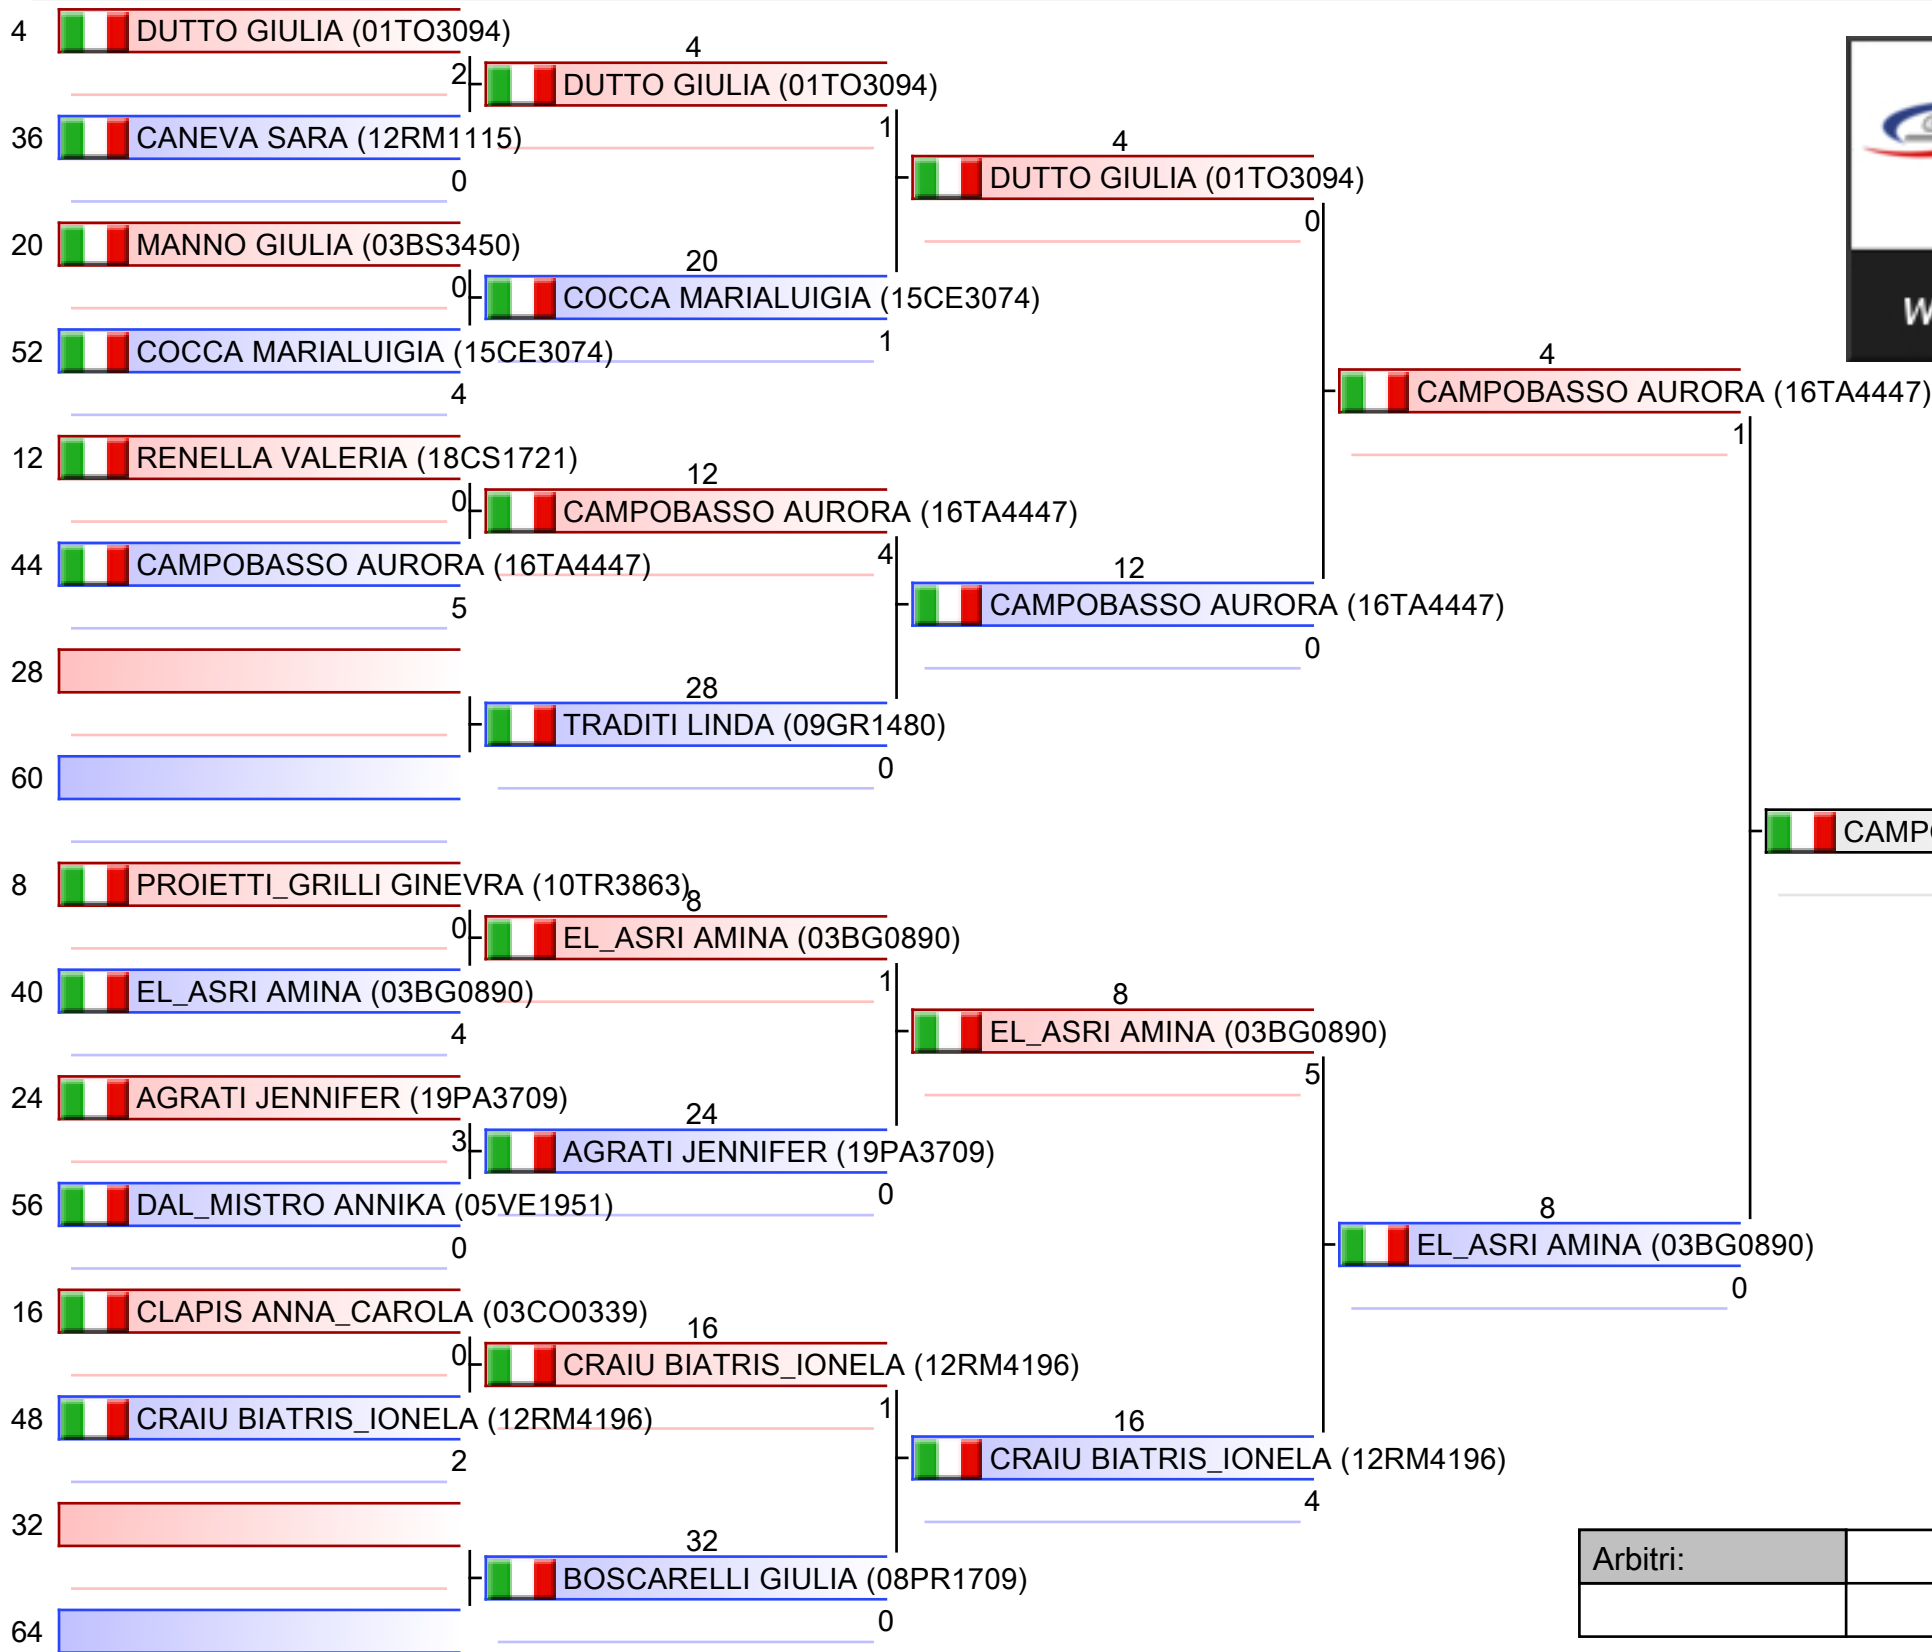 4 DUTTO GIULIA (01TO3094)
2
36 CANEVA SARA (12RM1115)
0
20 MANNO GIULIA (03BS3450)
0
52 COCCA MARIALUIGIA (15CE3074)
4
12 RENELLA VALERIA (18CS1721)
0
44 CAMPOBASSO AURORA (16TA4447)
5
28
60
8 PROIETTI_GRILLI GINEVRA (10TR3863)
0
40 EL_ASRI AMINA (03BG0890)
4
24 AGRATI JENNIFER (19PA3709)
3
56 DAL_MISTRO ANNIKA (05VE1951)
0
16 CLAPIS ANNA_CAROLA (03CO0339)
0
48 CRAIU BIATRIS_IONELA (12RM4196)
2
32
64
4
DUTTO GIULIA (01TO3094)
1
20
COCCA MARIALUIGIA (15CE3074)
1
12
CAMPOBASSO AURORA (16TA4447)
4
28
TRADITI LINDA (09GR1480)
0
8
EL_ASRI AMINA (03BG0890)
1
24
AGRATI JENNIFER (19PA3709)
0
16
CRAIU BIATRIS_IONELA (12RM4196)
1
32
BOSCARELLI GIULIA (08PR1709)
0
4
DUTTO GIULIA (01TO3094)
0
12
CAMPOBASSO AURORA (16TA4447)
0
8
EL_ASRI AMINA (03BG0890)
5
16
CRAIU BIATRIS_IONELA (12RM4196)
4
4
CAMPOBASSO AURORA (16TA4447)
1
8
EL_ASRI AMINA (03BG0890)
0
Arbitri: